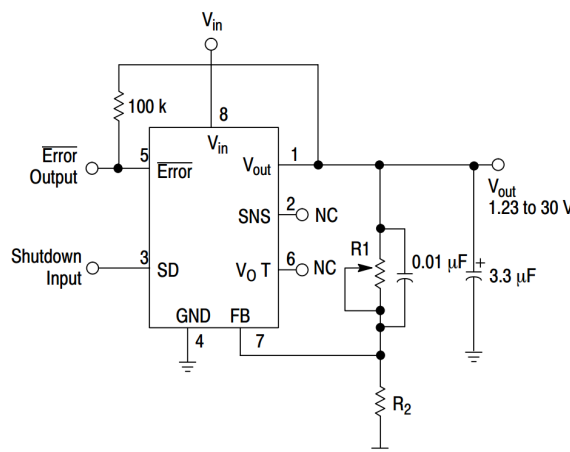 Vin
100 k
8
Vin
Error
Output
5
Error
Vout
1
Vout
1.23 to 30 V
SNS
2
NC
R1
0.01 μF
+
3.3 μF
Shutdown
Input
3
SD
VO T
6
NC
GND
FB
4
7
R2